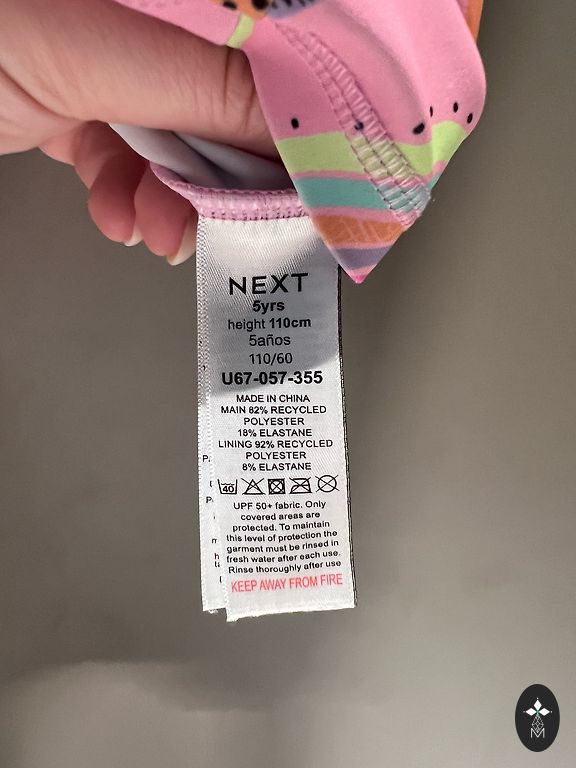 NEXT
5yrs
height 110cm
5años
110/60
U67-057-355
MADE IN CHINA
MAIN 82% RECYCLED
POLYESTER
18% ELASTANE
LINING 92% RECYCLED
POLYESTER
8% ELASTANE
40
UPF 50+ fabric. Only
covered areas are
protected. To maintain
this level of protection the
garment must be rinsed in
fresh water after each use.
Rinse thoroughly after use
KEEP AWAY FROM FIRE
M